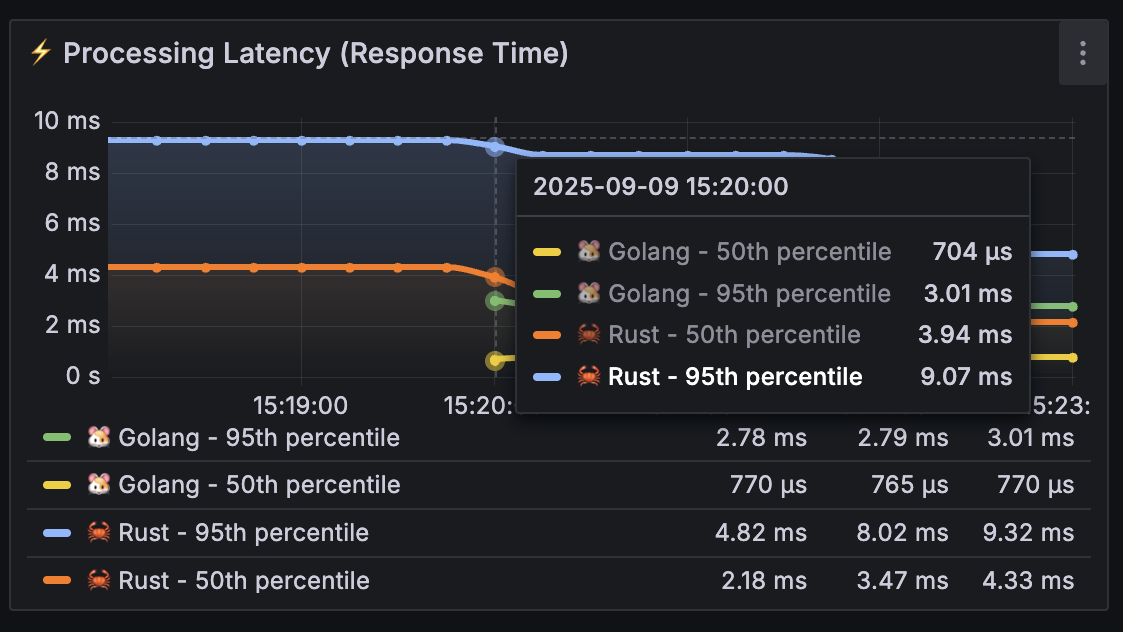 ⚡ Processing Latency (Response Time)
10 ms
8 ms
6 ms
4 ms
2 ms
0 s
2025-09-09 15:20:00
🐹 Golang - 50th percentile 704 µs
🐹 Golang - 95th percentile 3.01 ms
🦀 Rust - 50th percentile 3.94 ms
🦀 Rust - 95th percentile 9.07 ms
15:19:00 15:20: 5:23:
🐹 Golang - 95th percentile 2.78 ms 2.79 ms 3.01 ms
🐹 Golang - 50th percentile 770 µs 765 µs 770 µs
🦀 Rust - 95th percentile 4.82 ms 8.02 ms 9.32 ms
🦀 Rust - 50th percentile 2.18 ms 3.47 ms 4.33 ms